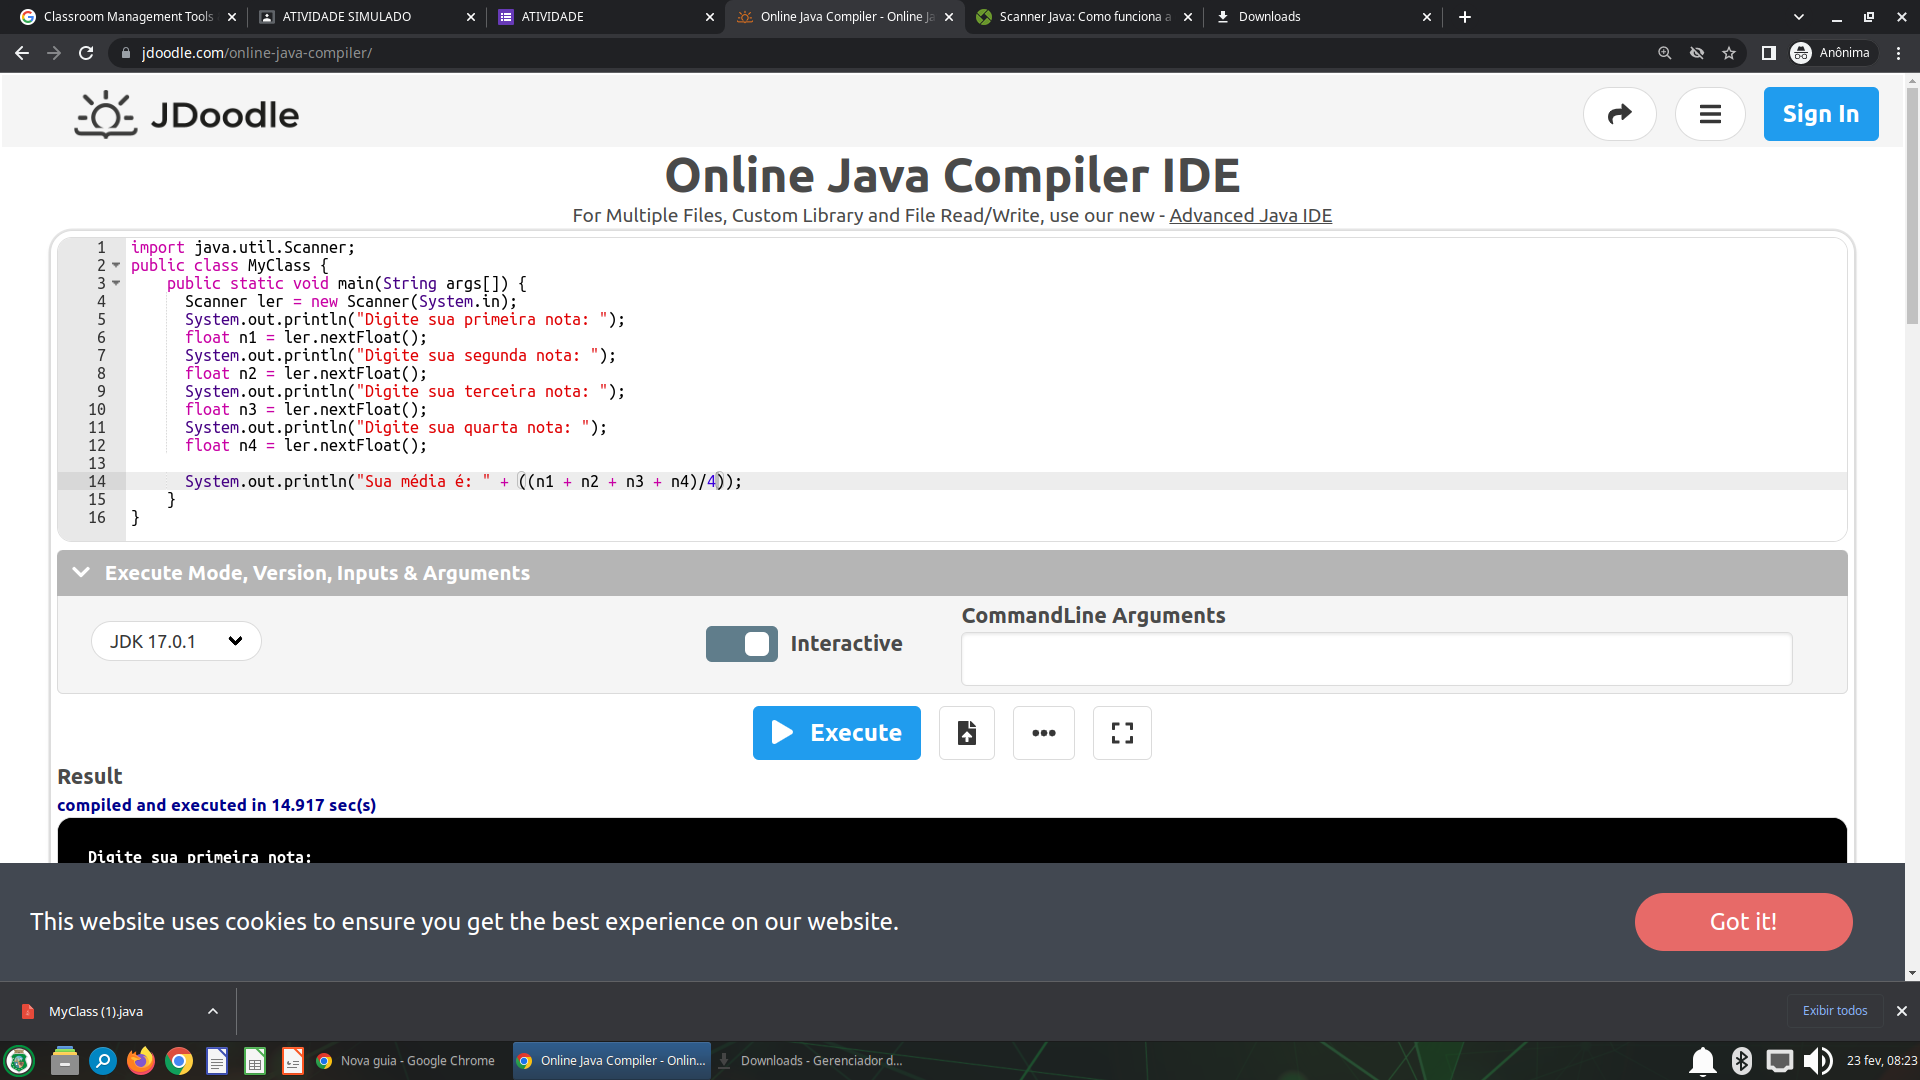 Classroom Management Tools
ATIVIDADE SIMULADO
ATIVIDADE
Online Java Compiler - Online Ja
Scanner Java: Como funciona a
Downloads
jdoodle.com/online-java-compiler/
Anônima
JDoodle
Sign In
Online Java Compiler IDE
For Multiple Files, Custom Library and File Read/Write, use our new - Advanced Java IDE
1 import java.util.Scanner;
2 public class MyClass {
3 public static void main(String args[]) {
4 Scanner ler = new Scanner(System.in);
5 System.out.println("Digite sua primeira nota: ");
6 float n1 = ler.nextFloat();
7 System.out.println("Digite sua segunda nota: ");
8 float n2 = ler.nextFloat();
9 System.out.println("Digite sua terceira nota: ");
10 float n3 = ler.nextFloat();
11 System.out.println("Digite sua quarta nota: ");
12 float n4 = ler.nextFloat();
13
14 System.out.println("Sua média é: " + ((n1 + n2 + n3 + n4)/4));
15 }
16 }
Execute Mode, Version, Inputs & Arguments
JDK 17.0.1
Interactive
CommandLine Arguments
Execute
Result
compiled and executed in 14.917 sec(s)
Digite sua primeira nota:
This website uses cookies to ensure you get the best experience on our website.
Got it!
MyClass (1).java
Exibir todos
Nova guia - Google Chrome
Online Java Compiler - Onlin...
Downloads - Gerenciador d...
23 fev, 08:23